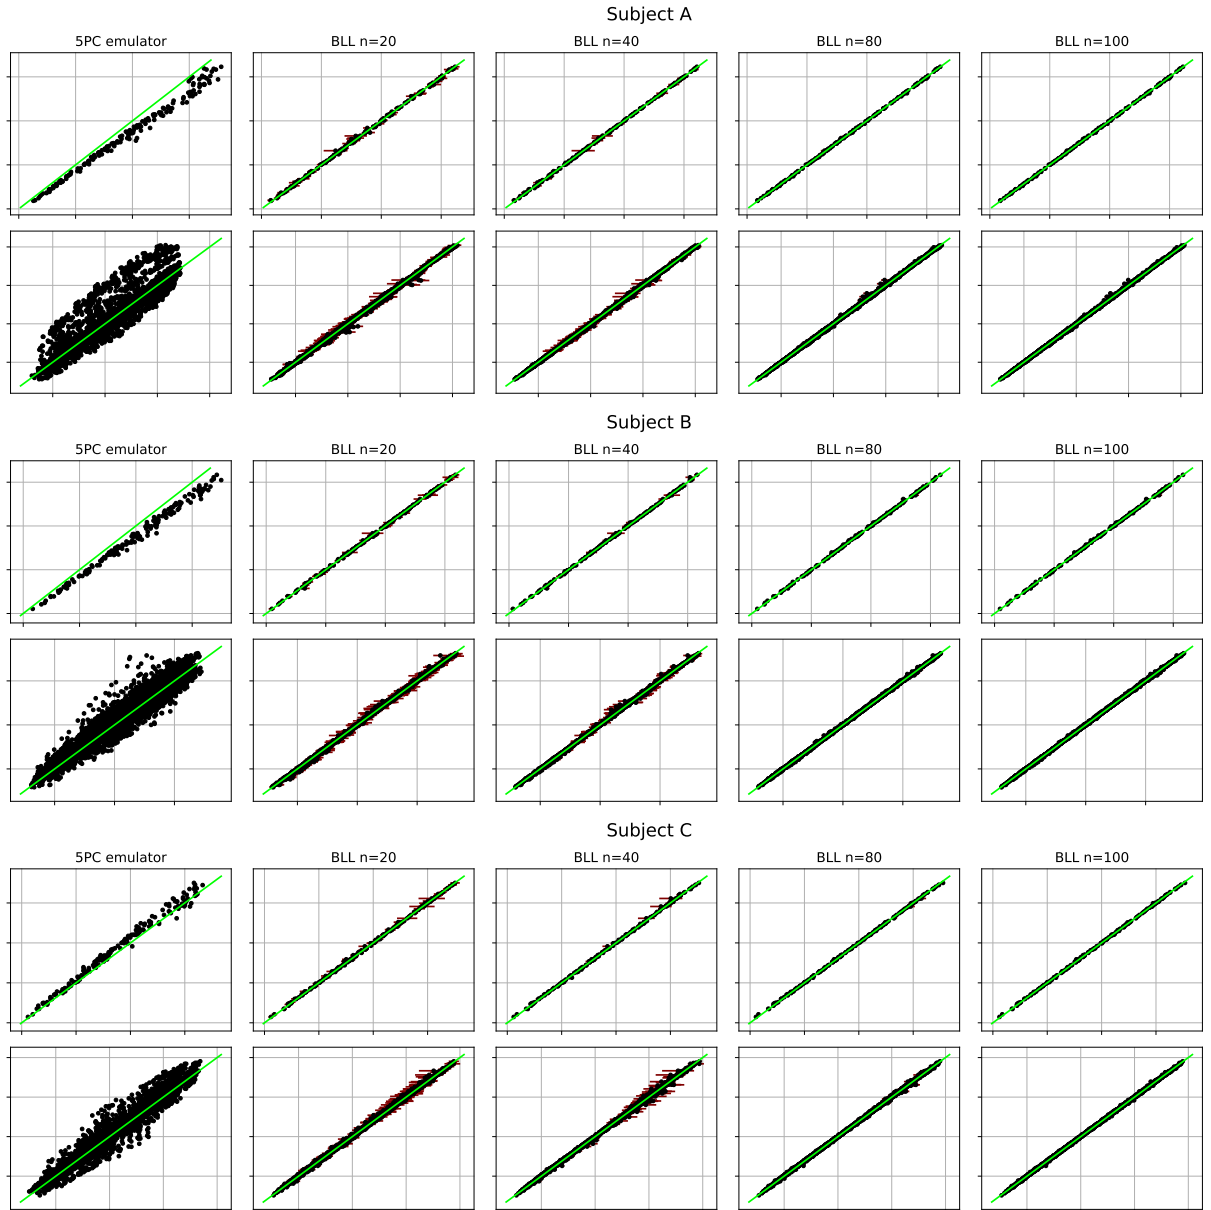 Subject A
5PC emulator
BLL n=20
BLL n=40
BLL n=80
BLL n=100
Subject B
5PC emulator
BLL n=20
BLL n=40
BLL n=80
BLL n=100
Subject C
5PC emulator
BLL n=20
BLL n=40
BLL n=80
BLL n=100